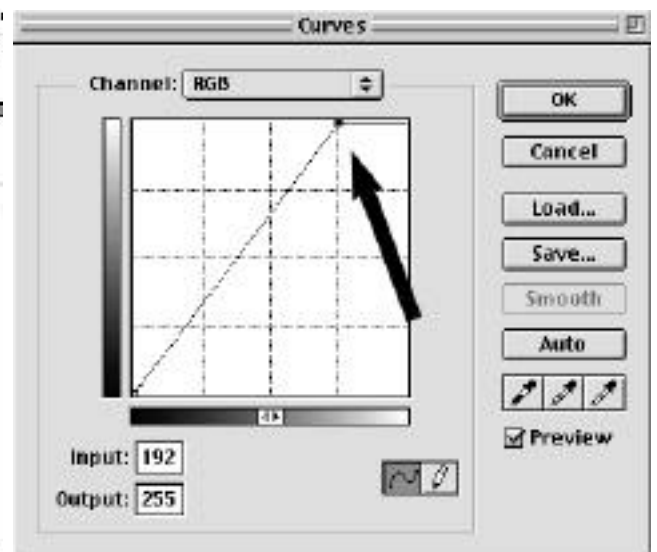 Curves
Channel: RGB
OK
Cancel
Load...
Save...
Smooth
Auto
Preview
Input: 192
Output: 255